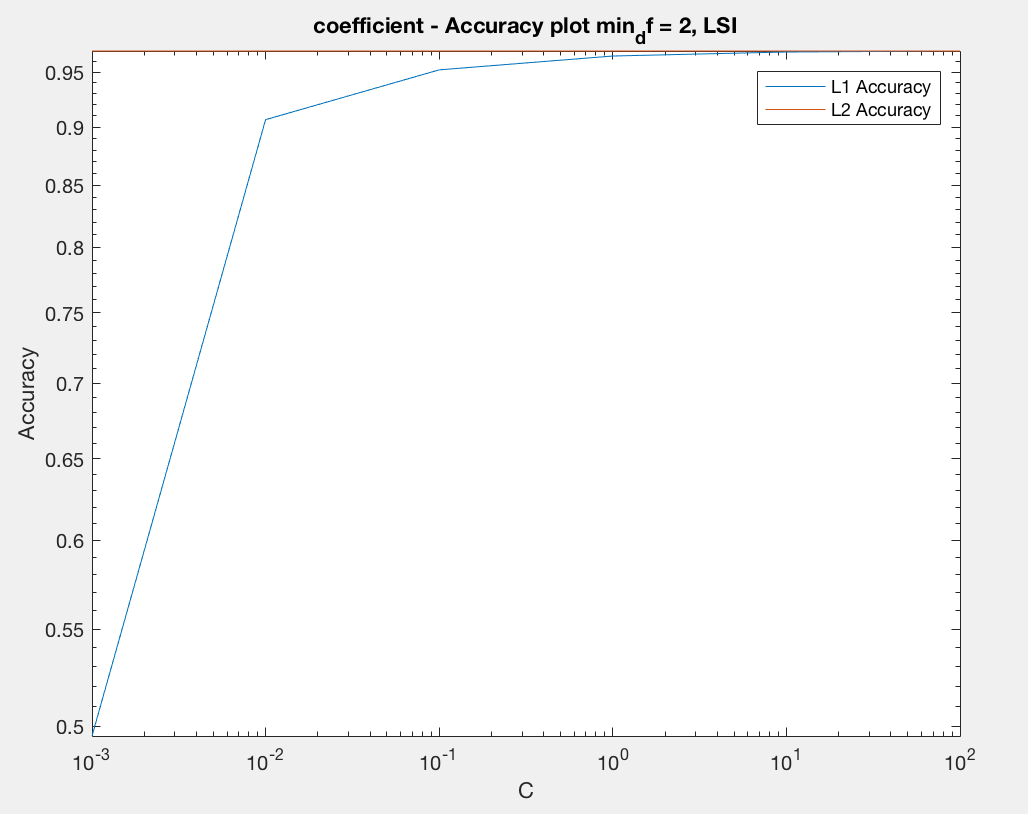 coefficient - Accuracy plot min_df = 2, LSI
L1 Accuracy
L2 Accuracy
Accuracy
0.95
0.9
0.85
0.8
0.75
0.7
0.65
0.6
0.55
0.5
10^-3 10^-2 10^-1 10^0 10^1 10^2
C